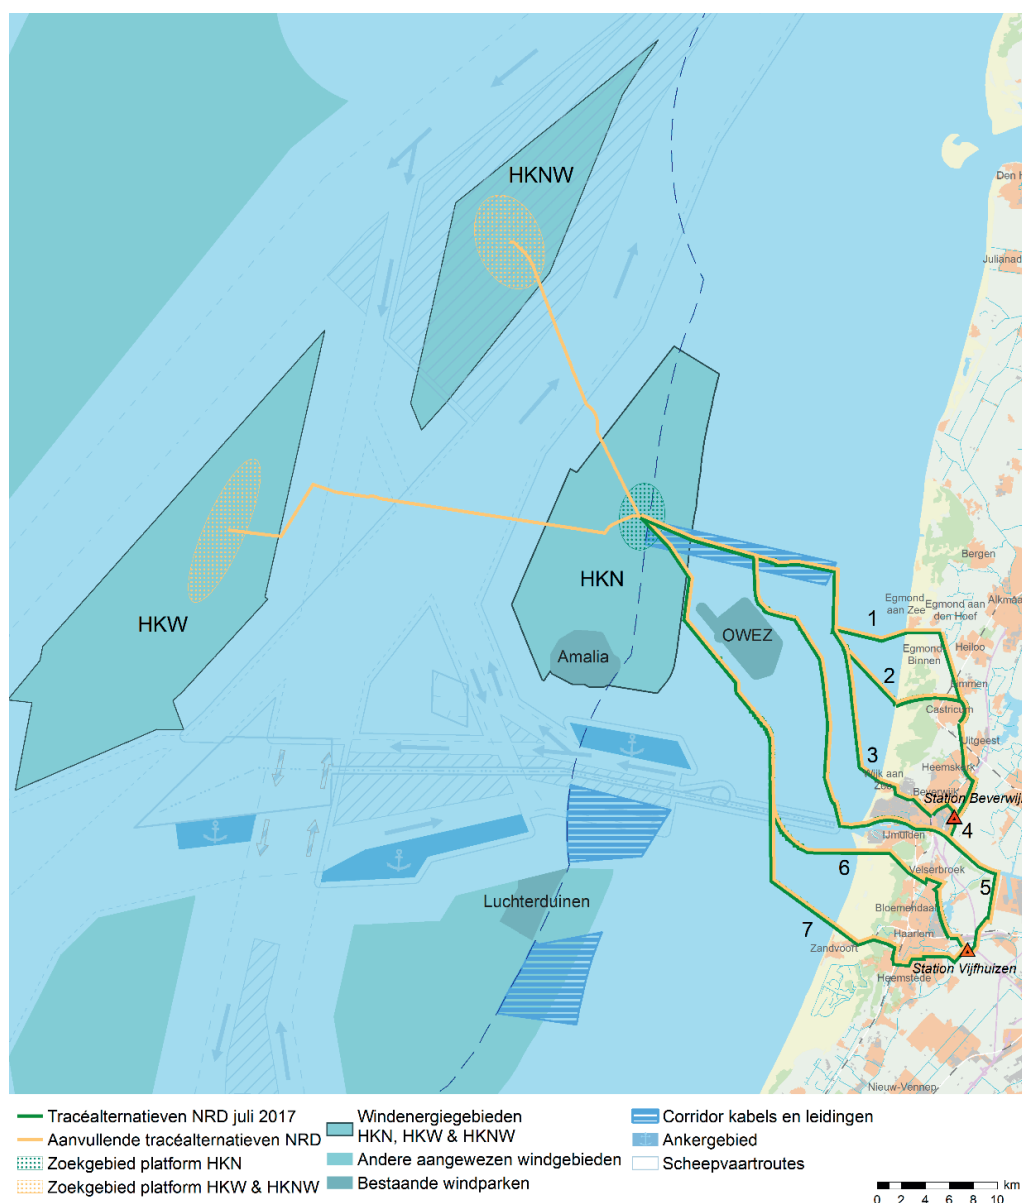 HKNW
Den H
Julianad
HKN
HKW
Amalia
OWEZ
Bergen
Alkmaa
Egmond
aan Zee
Egmond aan
den Hoef
1
Heiloo
Egmond
Binnen
2
Limmen
Castricum
Uitgeest
3
Heemskerk
Wijk aan
Zee
Beverwijk
Station Beverwij
4
IJmuiden
6
Velserbroek
5
Luchterduinen
Bloemendaal
7
Haarlem
Zandvoort
Station Vijfhuizen
Heemstede
Nieuw-Vennep
Tracéalternatieven NRD juli 2017
Aanvullende tracéalternatieven NRD
Zoekgebied platform HKN
Zoekgebied platform HKW & HKNW
Windenergiegebieden
HKN, HKW & HKNW
Andere aangewezen windgebieden
Bestaande windparken
Corridor kabels en leidingen
Ankergebied
Scheepvaartroutes
km
0 2 4 6 8 10